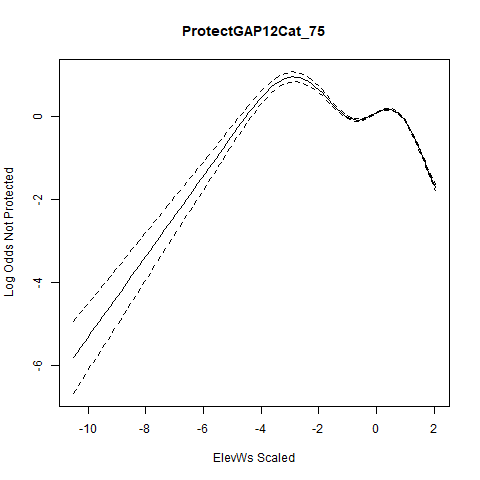 ProtectGAP12Cat_75
Log Odds Not Protected
0
-2
-4
-6
-10 -8 -6 -4 -2 0 2
ElevWs Scaled